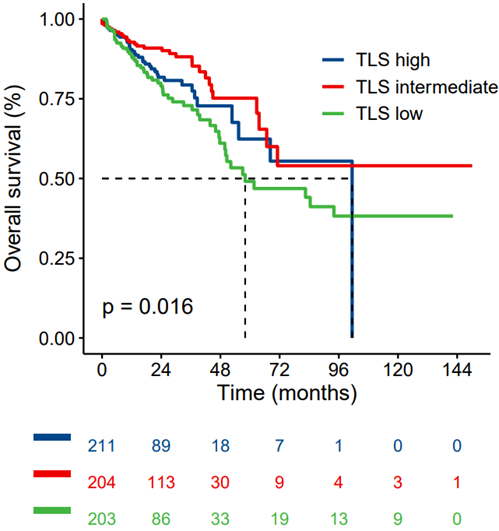 1.00
0.75
0.50
0.25
0.00
Overall survival (%)
TLS high
TLS intermediate
TLS low
p = 0.016
0 24 48 72 96 120 144
Time (months)
211 89 18 7 1 0 0
204 113 30 9 4 3 1
203 86 33 19 13 9 0